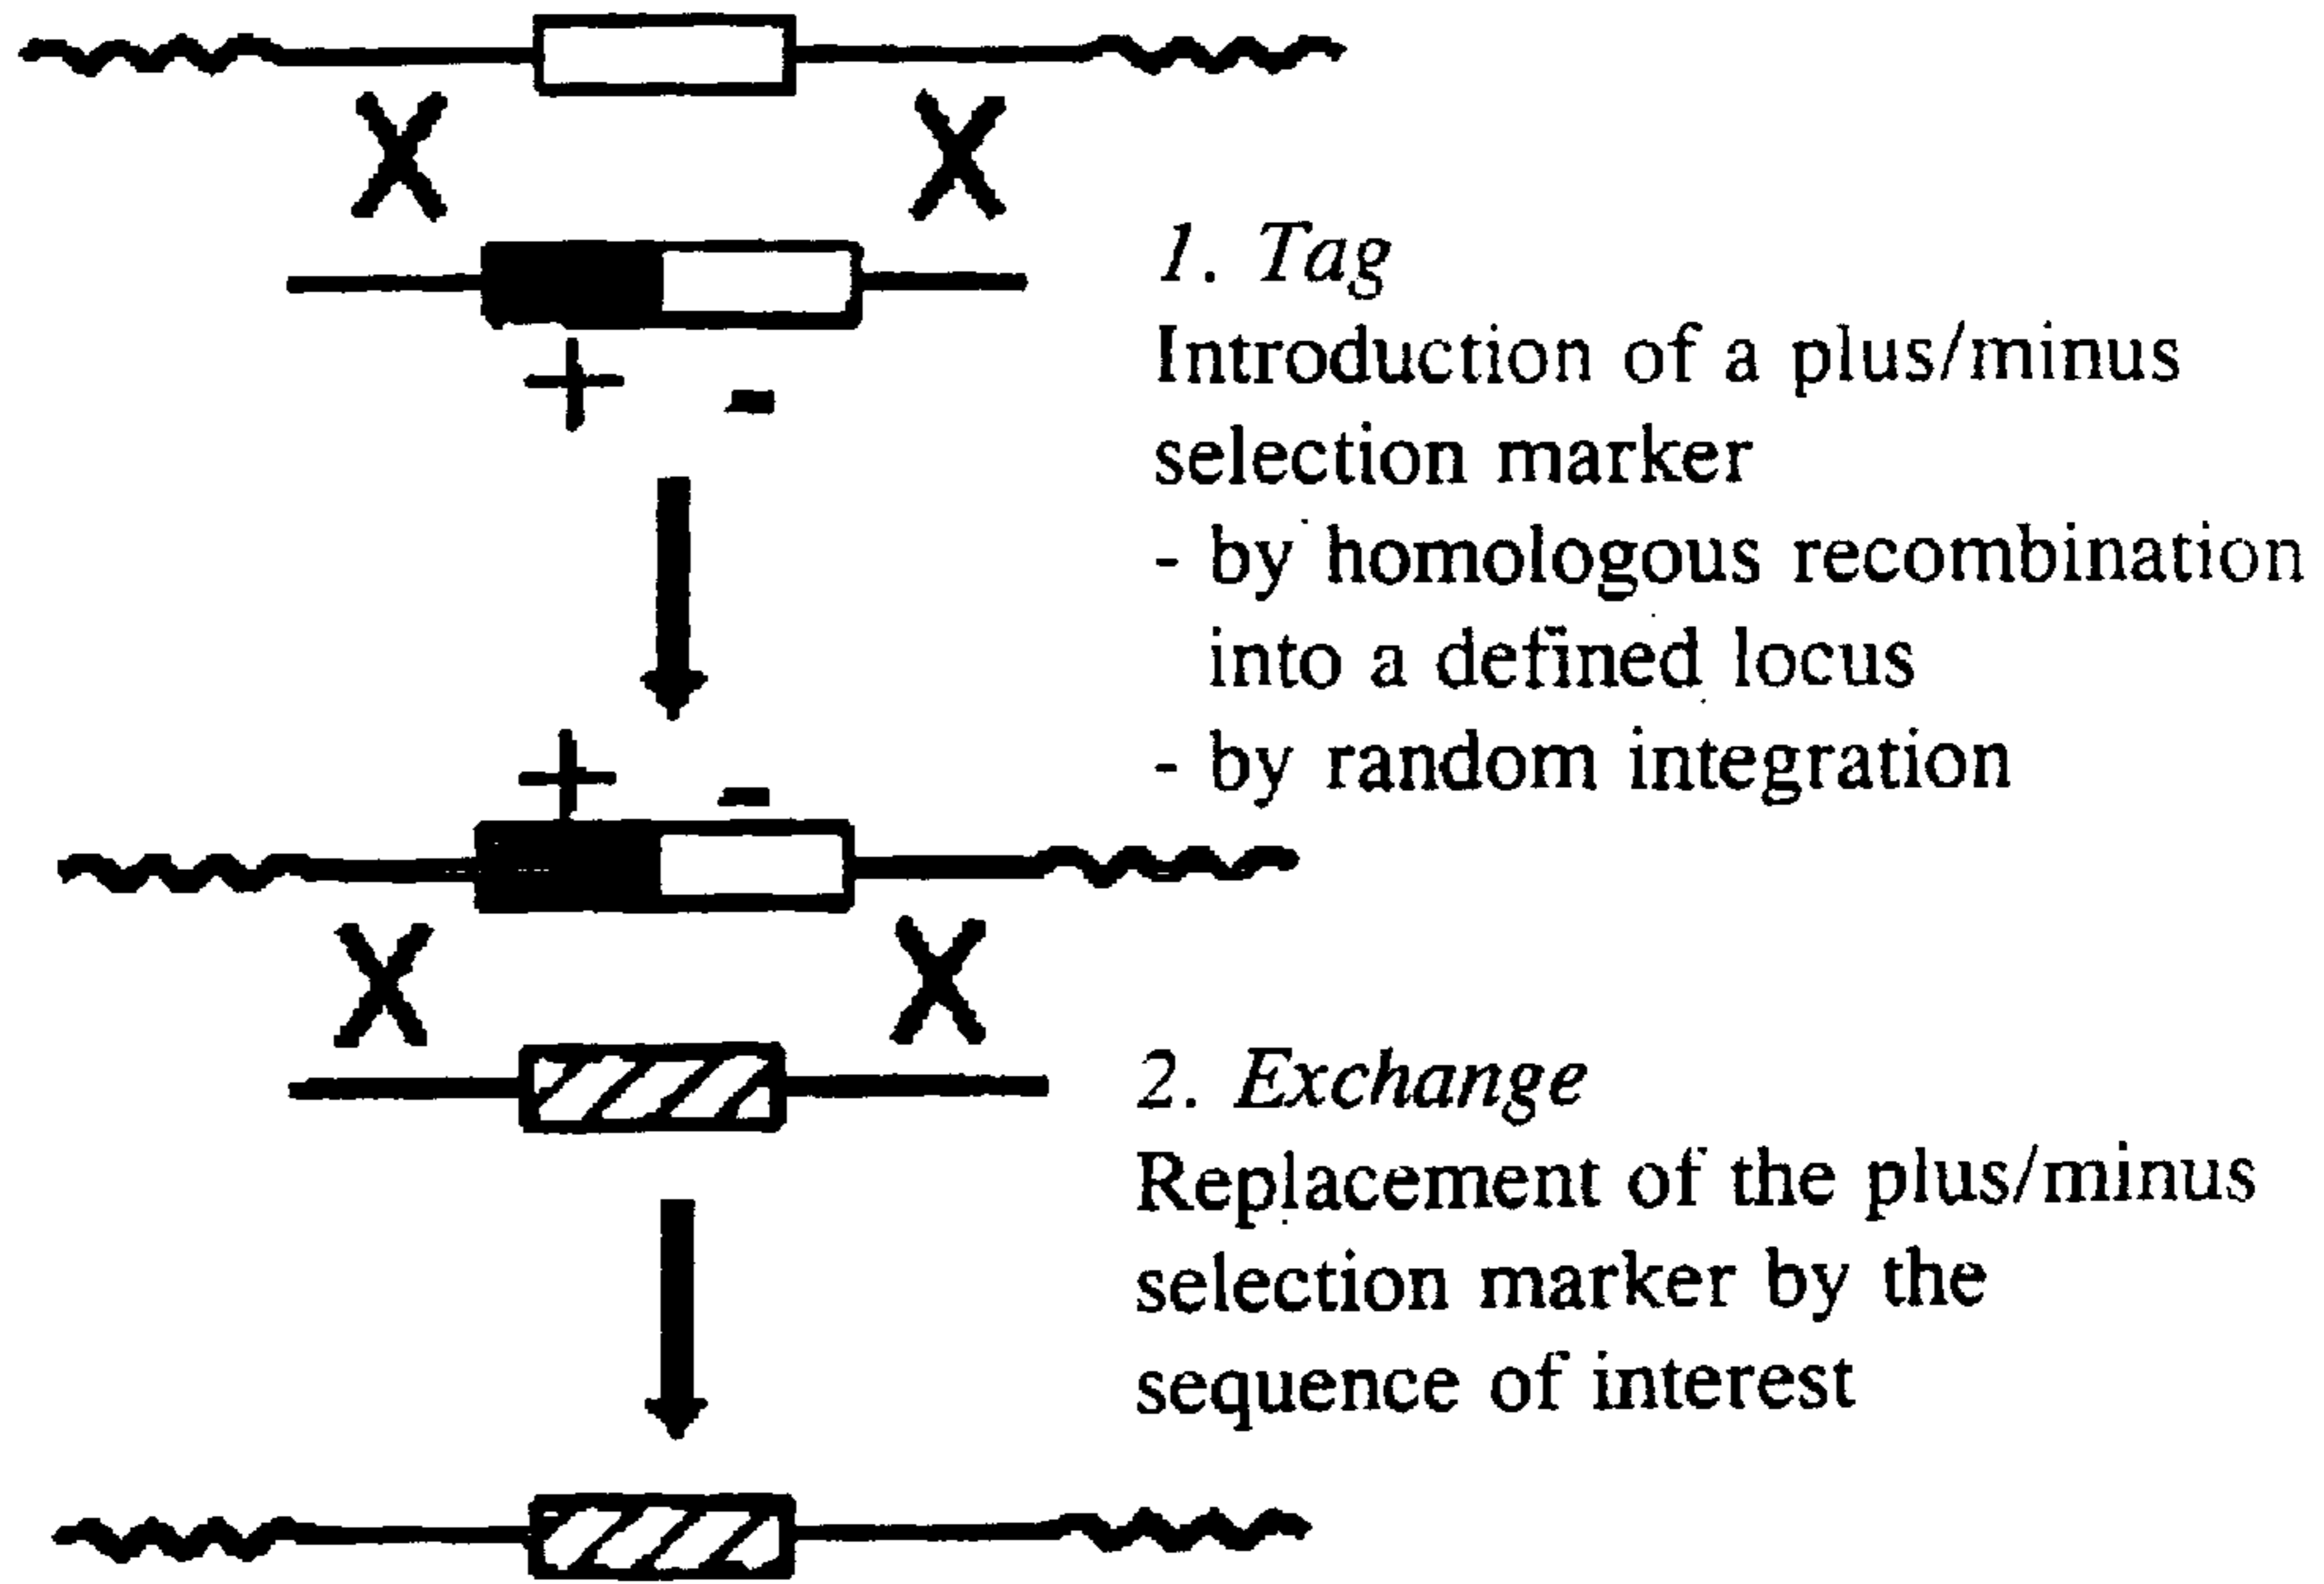 1. Tag
+ -
Introduction of a plus/minus
selection marker
- by homologous recombination
into a defined locus
- by random integration
+ -
2. Exchange
Replacement of the plus/minus
selection marker by the
sequence of interest